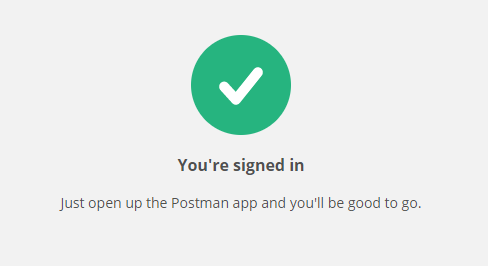 You're signed in
Just open up the Postman app and you'll be good to go.